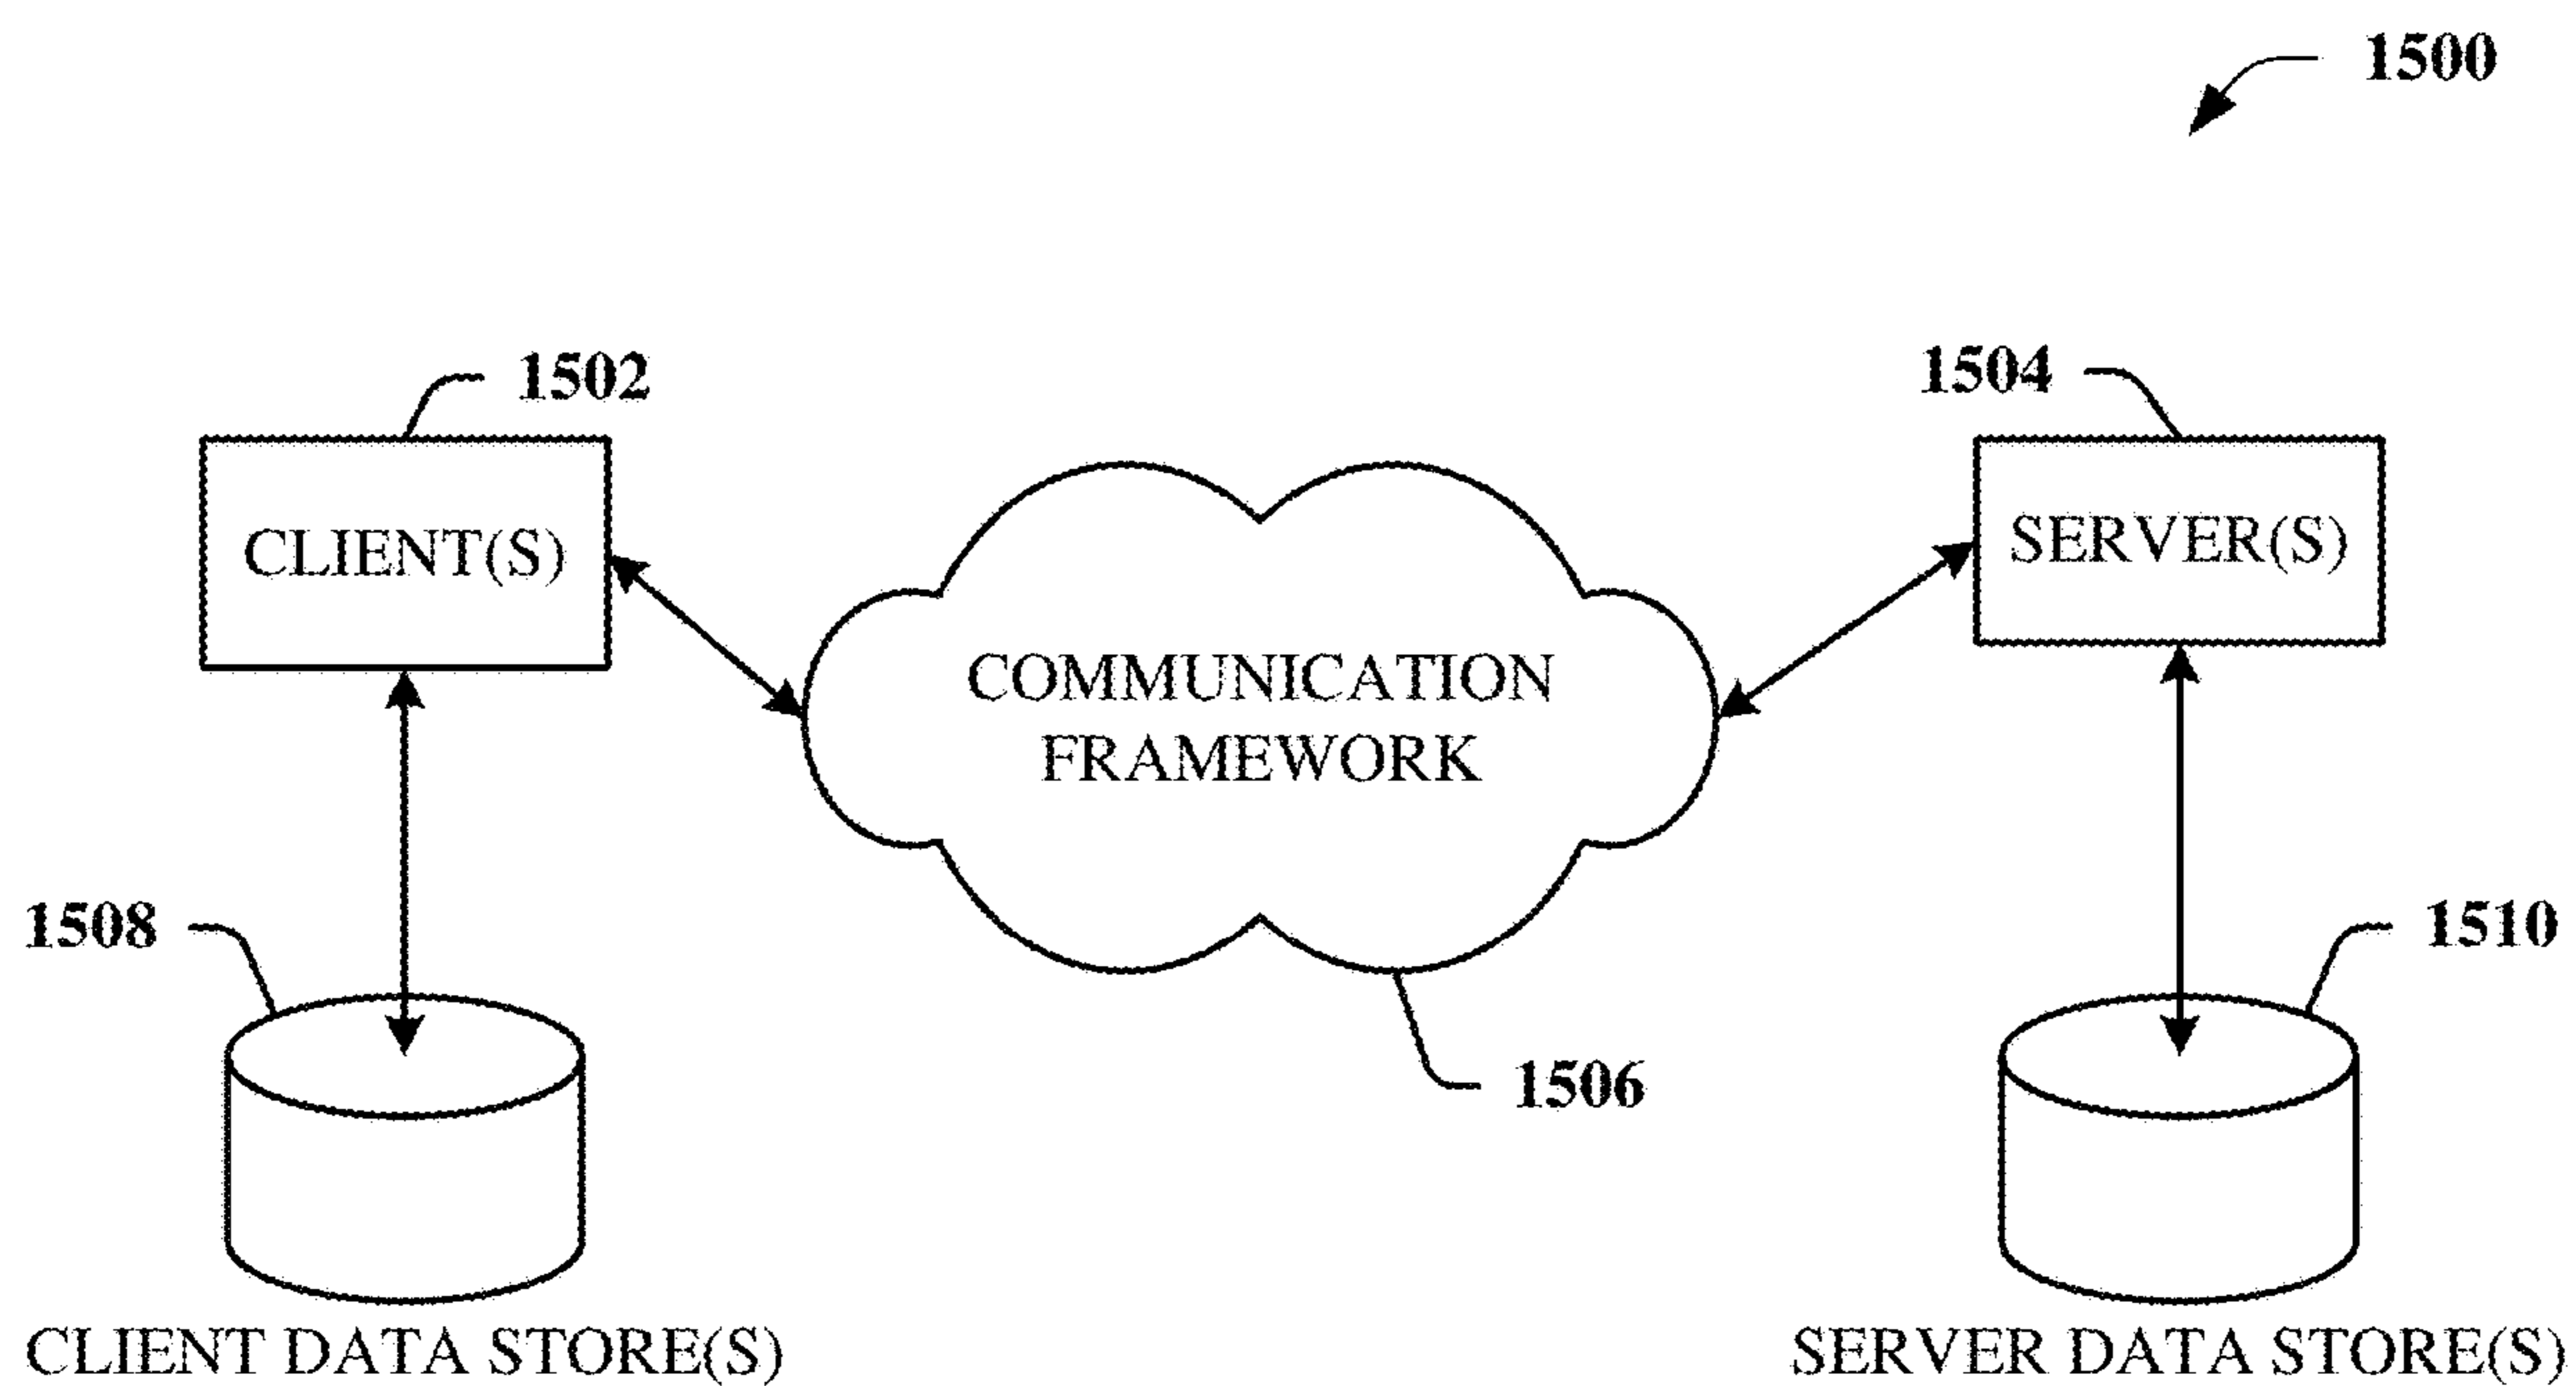 1500
1502
1504
CLIENT(S)
SERVER(S)
COMMUNICATION
FRAMEWORK
1508
1510
1506
CLIENT DATA STORE(S)
SERVER DATA STORE(S)